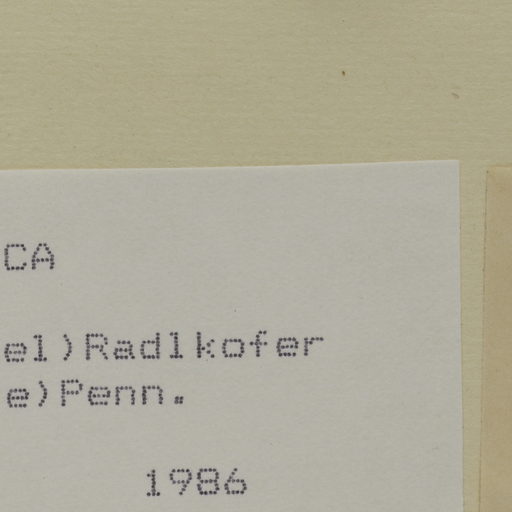 CA
el)Radlkofer
e)Penn.
1986